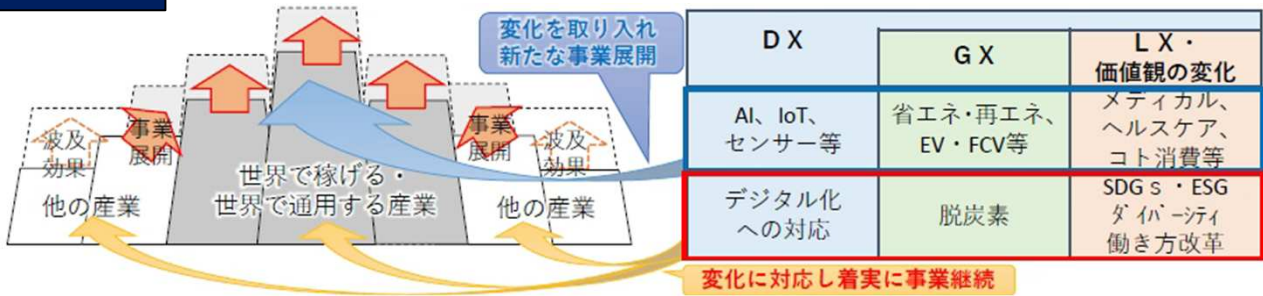 変化を取り入れ
新たな事業展開
波及
効果
事業
展開
事業
展開
波及
効果
他の産業
世界で稼げる・
世界で通用する産業
他の産業
変化に対応し着実に事業継続
DX
GX
LX・
価値観の変化
AI、IoT、
センサー等
省エネ・再エネ、
EV・FCV等
メディカル、
ヘルスケア、
コト消費等
デジタル化
への対応
脱炭素
SDGs・ESG
ダイバーシティ
働き方改革